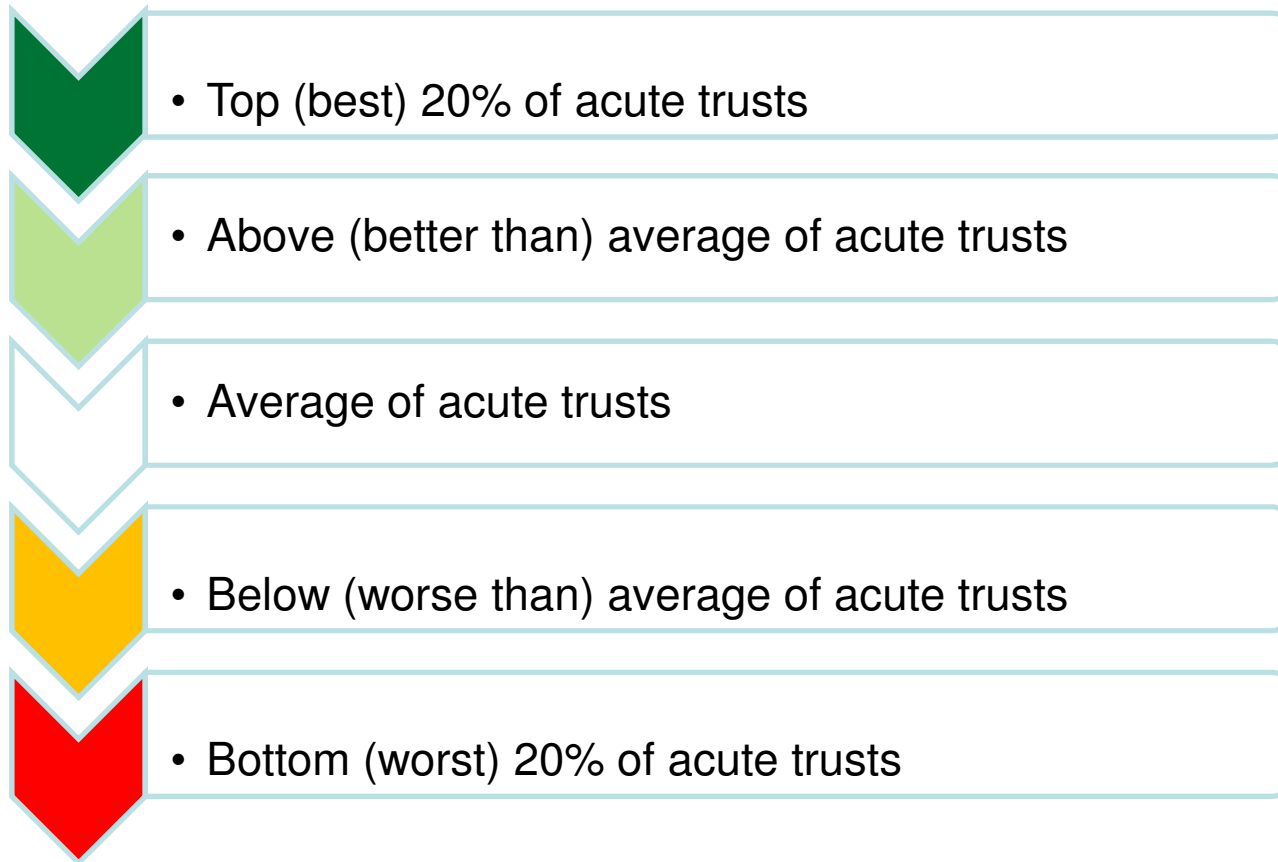 • Top (best) 20% of acute trusts
• Above (better than) average of acute trusts
• Average of acute trusts
• Below (worse than) average of acute trusts
• Bottom (worst) 20% of acute trusts